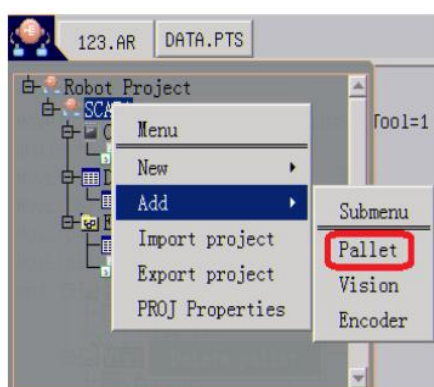 123.AR
DATA.PTS
Robot Project
Tool=1
Menu
New
Add
Import project
Export project
PROJ Properties
Submenu
Pallet
Vision
Encoder